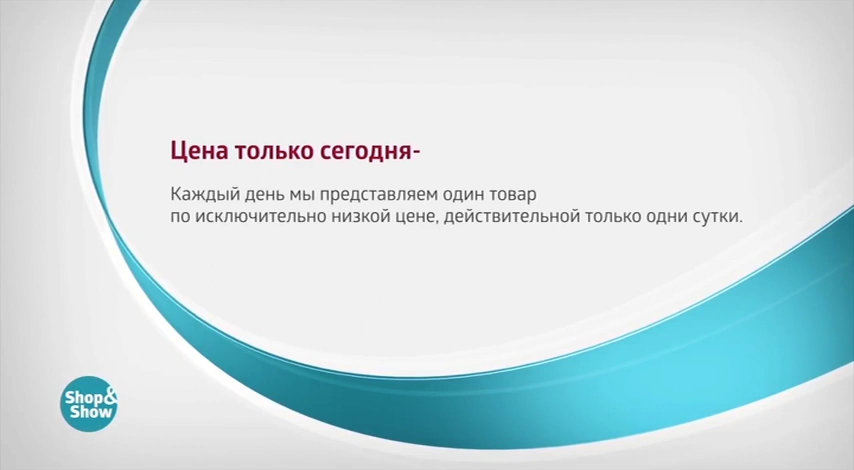 Цена только сегодня-
Каждый день мы представляем один товар
по исключительно низкой цене, действительной только одни сутки.
Shop&
Show